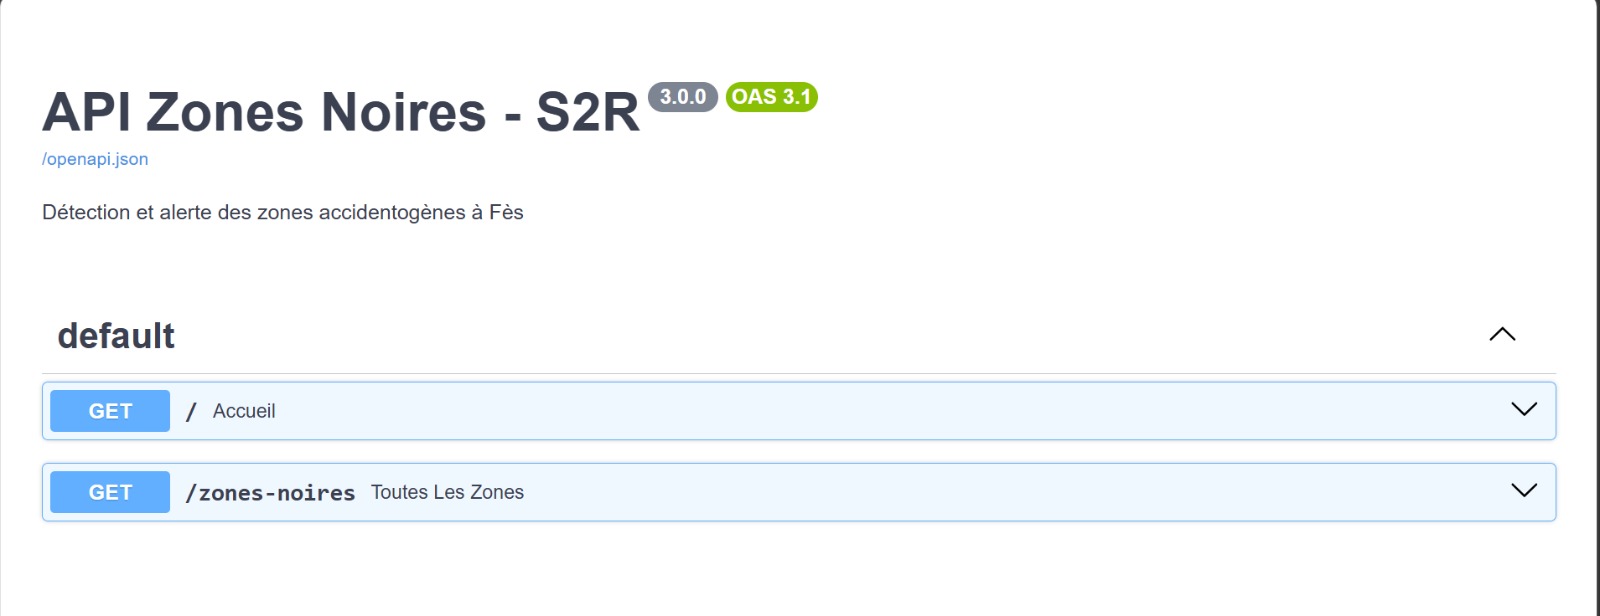 API Zones Noires - S2R 3.0.0 OAS 3.1
/openapi.json
Détection et alerte des zones accidentogènes à Fès
default
GET / Accueil
GET /zones-noires Toutes Les Zones